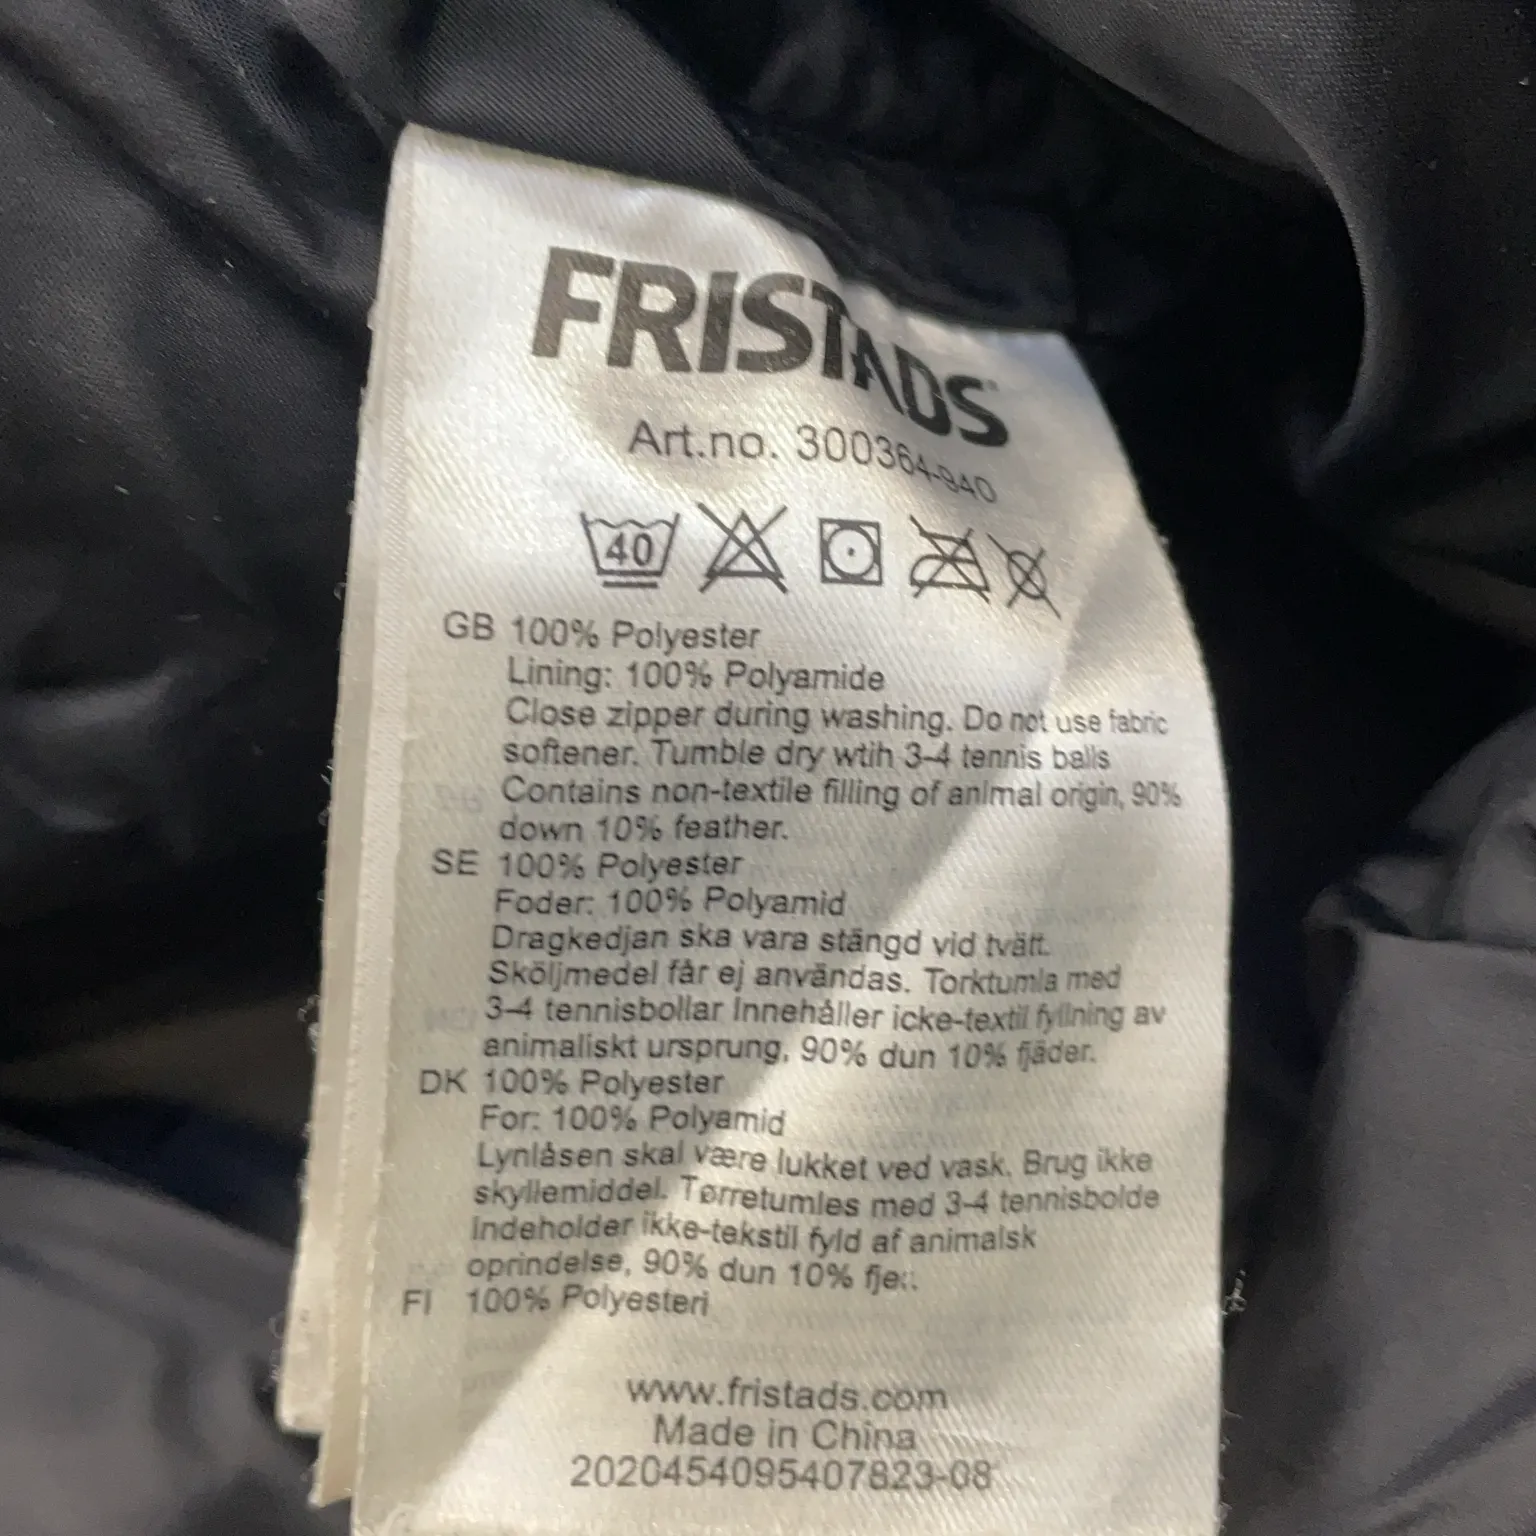 FRISTADS
Art.no. 300364-940
40
GB 100% Polyester
Lining: 100% Polyamide
Close zipper during washing. Do not use fabric
softener. Tumble dry wtih 3-4 tennis balls
Contains non-textile filling of animal origin, 90%
down 10% feather.
SE 100% Polyester
Foder: 100% Polyamid
Dragkedjan ska vara stängd vid tvätt.
Sköljmedel får ej användas. Torktumla med
3-4 tennisbollar Innehåller icke-textil fyllning av
animaliskt ursprung, 90% dun 10% fjäder.
DK 100% Polyester
For: 100% Polyamid
Lynlåsen skal være lukket ved vask. Brug ikke
skyllemiddel. Tørretumles med 3-4 tennisbolde
Indeholder ikke-tekstil fyld af animalsk
oprindelse, 90% dun 10%
FI 100% Polyesteri
www.fristads.com
Made in China
2020454095407823-08